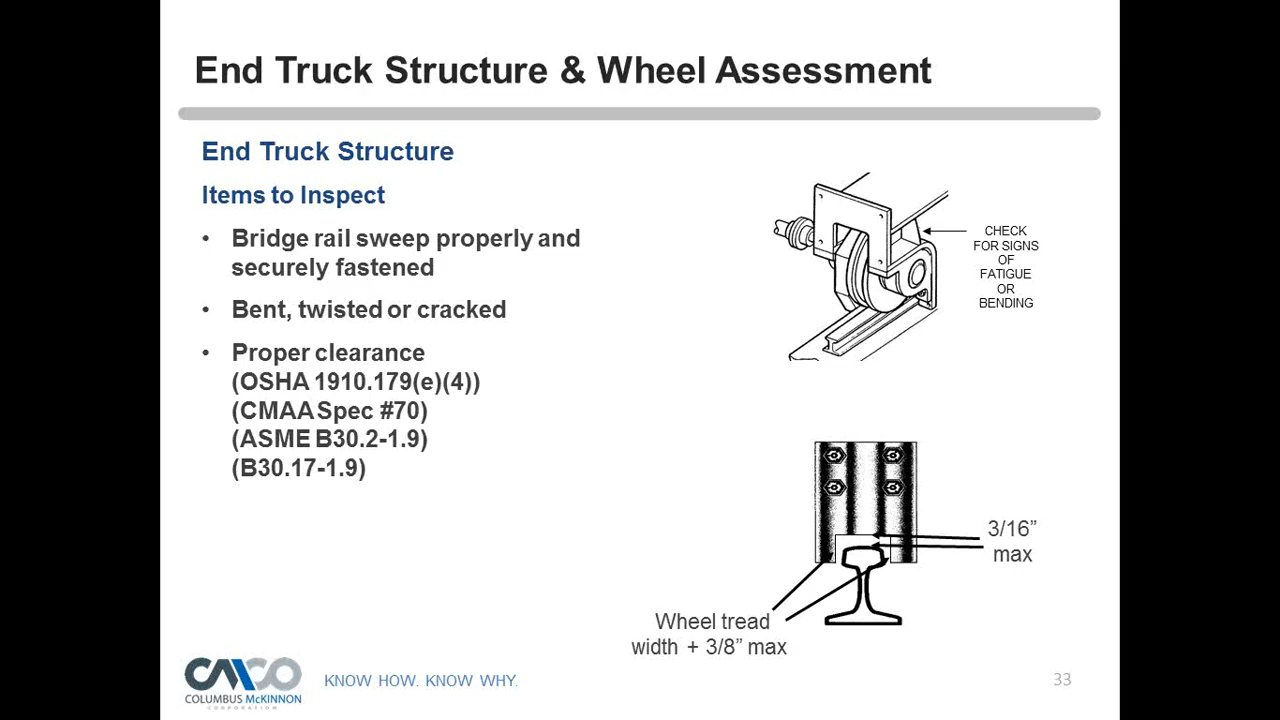 End Truck Structure & Wheel Assessment
End Truck Structure
Items to Inspect
• Bridge rail sweep properly and
securely fastened
• Bent, twisted or cracked
• Proper clearance
(OSHA 1910.179(e)(4))
(CMAA Spec #70)
(ASME B30.2-1.9)
(B30.17-1.9)
CHECK
FOR SIGNS
OF
FATIGUE
OR
BENDING
3/16”
max
Wheel tread
width + 3/8” max
CMCO
COLUMBUS McKINNON
CORPORATION
KNOW HOW. KNOW WHY.
33